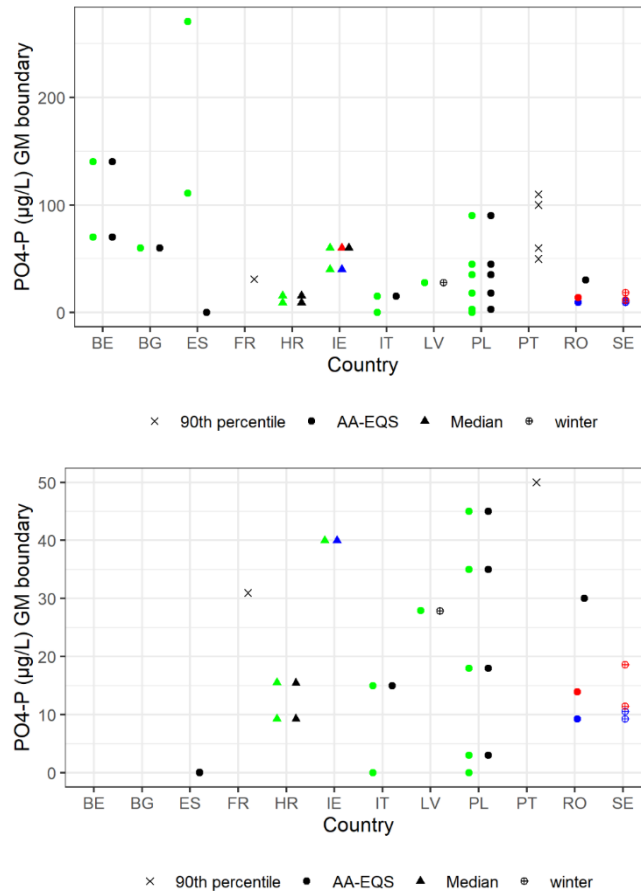 200
100
0
PO4-P (µg/L) GM boundary
BE BG ES FR HR IE IT LV PL PT RO SE
Country
90th percentile AA-EQS Median winter
50
40
30
20
10
0
PO4-P (µg/L) GM boundary
BE BG ES FR HR IE IT LV PL PT RO SE
Country
90th percentile AA-EQS Median winter